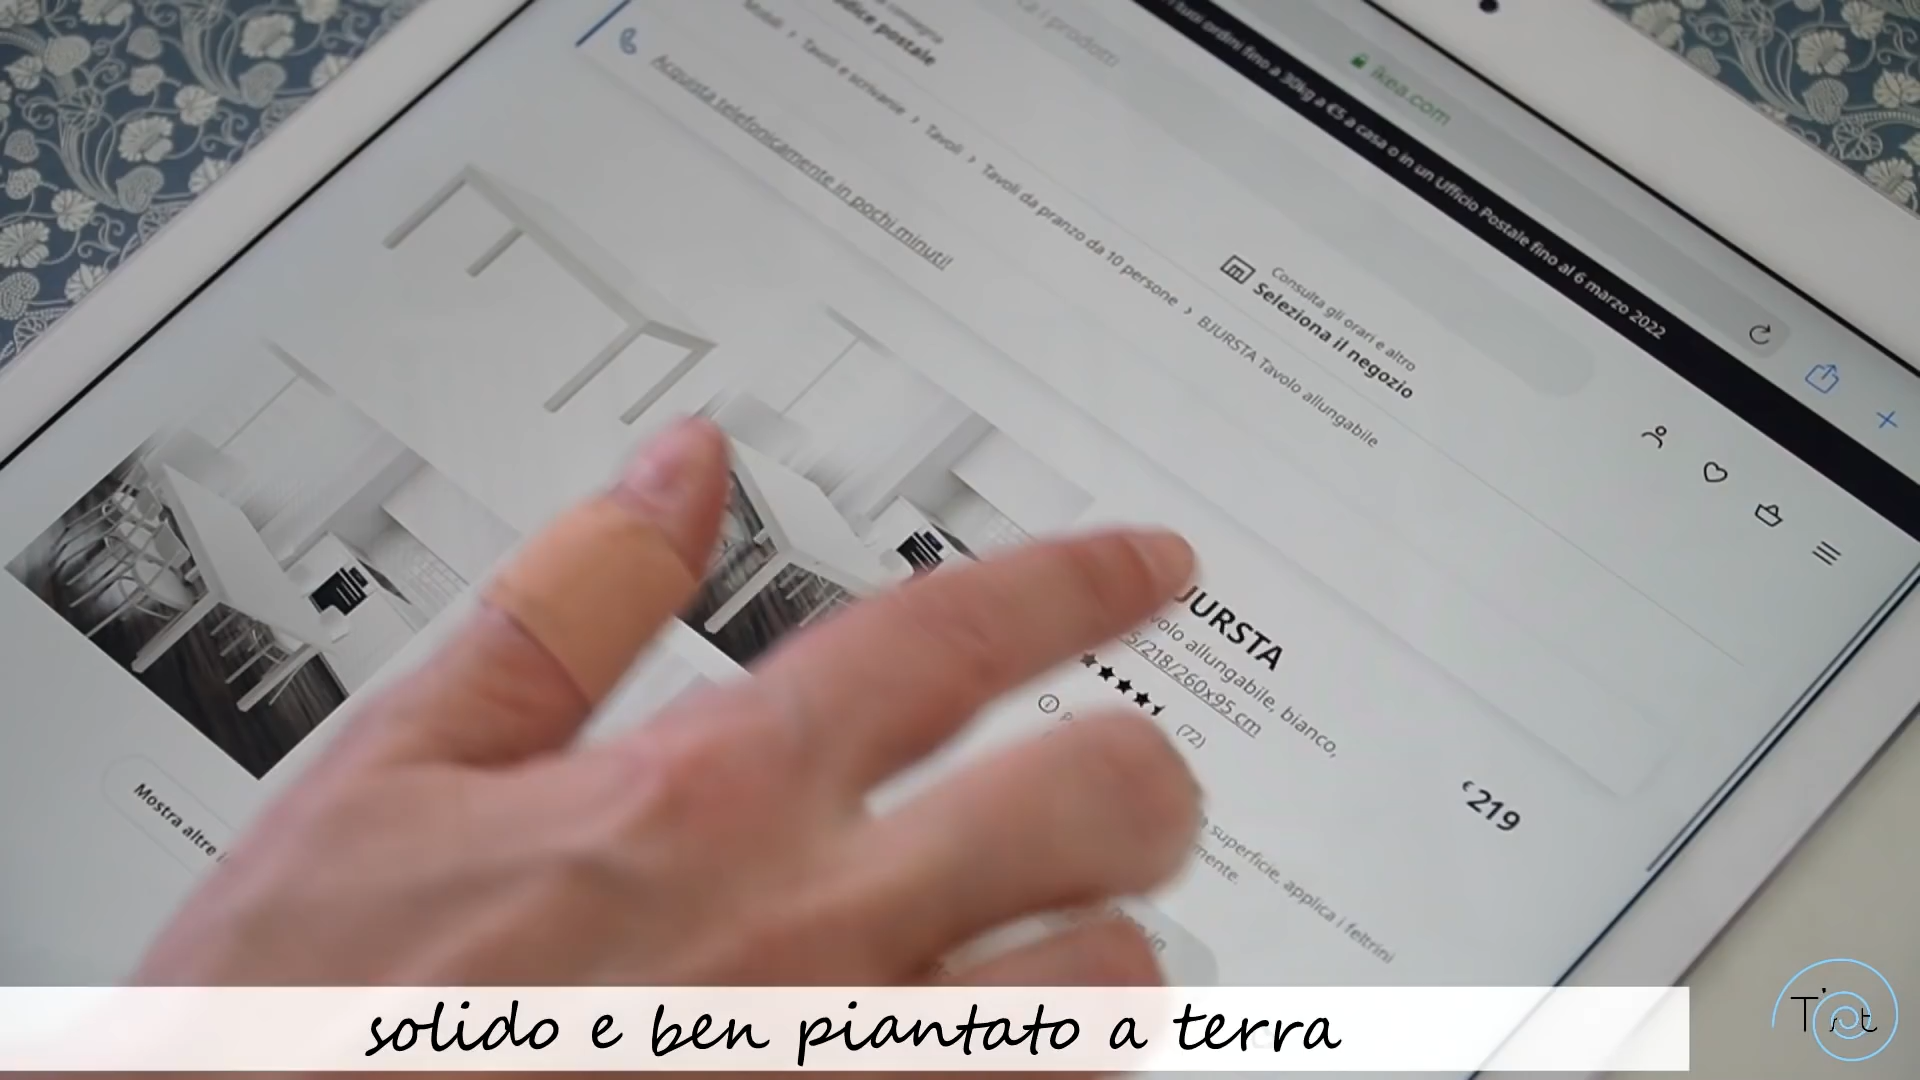 ikea.com
tuoi ordini fino a 30kg a €5 a casa o in un Ufficio Postale fino al 6 marzo 2022
i prodotti
Consulta gli orari e altro
Seleziona il negozio
postale
Tavoli e scrivanie > Tavoli > Tavoli da pranzo da 10 persone > BJURSTA Tavolo allungabile
Acquista telefonicamente in pochi minuti!
JURSTA
volo allungabile, bianco,
5/218/260x95 cm
(72)
€219
superficie, applica i feltrini
mente.
Mostra altre
solido e ben piantato a terra